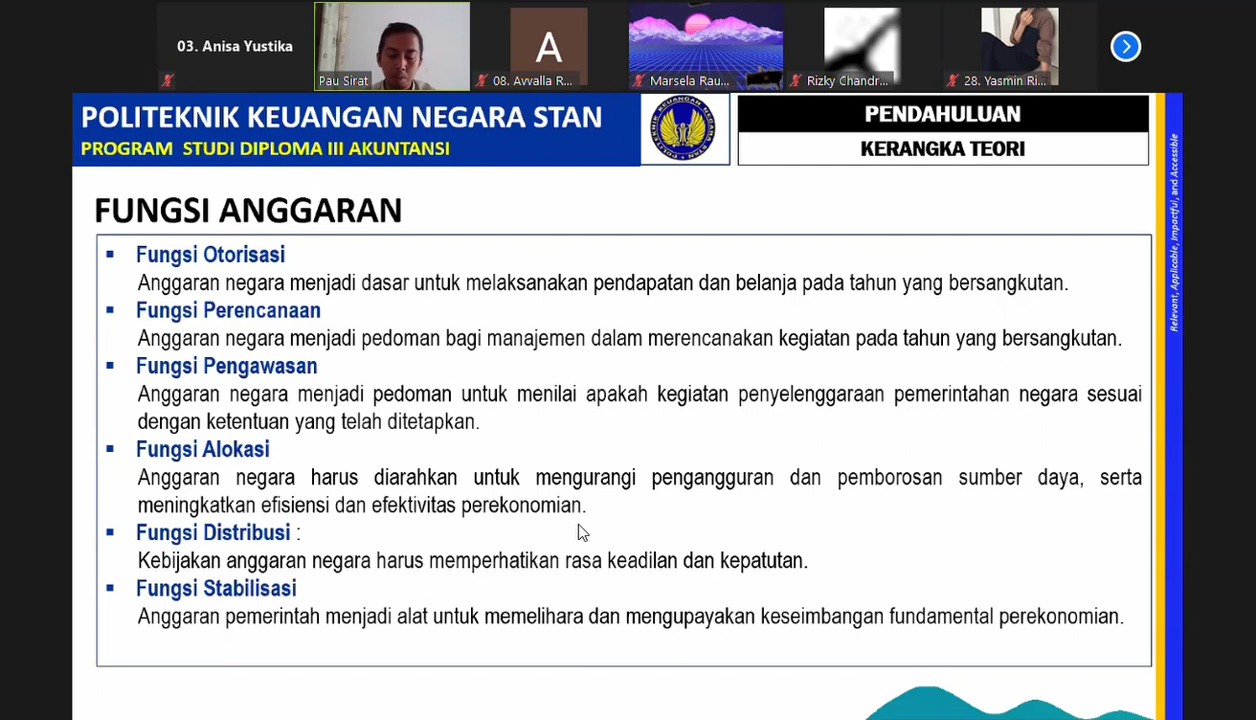 03. Anisa Yustika
Pau Sirat
A
08. Avvalla R...
Marsela Rau...
Rizky Chandr...
28. Yasmin Ri...
POLITEKNIK KEUANGAN NEGARA STAN
PROGRAM STUDI DIPLOMA III AKUNTANSI
PENDAHULUAN
KERANGKA TEORI
Relevant, Applicable, Impactful, and Accessible
FUNGSI ANGGARAN
▪ Fungsi Otorisasi
Anggaran negara menjadi dasar untuk melaksanakan pendapatan dan belanja pada tahun yang bersangkutan.
▪ Fungsi Perencanaan
Anggaran negara menjadi pedoman bagi manajemen dalam merencanakan kegiatan pada tahun yang bersangkutan.
▪ Fungsi Pengawasan
Anggaran negara menjadi pedoman untuk menilai apakah kegiatan penyelenggaraan pemerintahan negara sesuai
dengan ketentuan yang telah ditetapkan.
▪ Fungsi Alokasi
Anggaran negara harus diarahkan untuk mengurangi pengangguran dan pemborosan sumber daya, serta
meningkatkan efisiensi dan efektivitas perekonomian.
▪ Fungsi Distribusi :
Kebijakan anggaran negara harus memperhatikan rasa keadilan dan kepatutan.
▪ Fungsi Stabilisasi
Anggaran pemerintah menjadi alat untuk memelihara dan mengupayakan keseimbangan fundamental perekonomian.